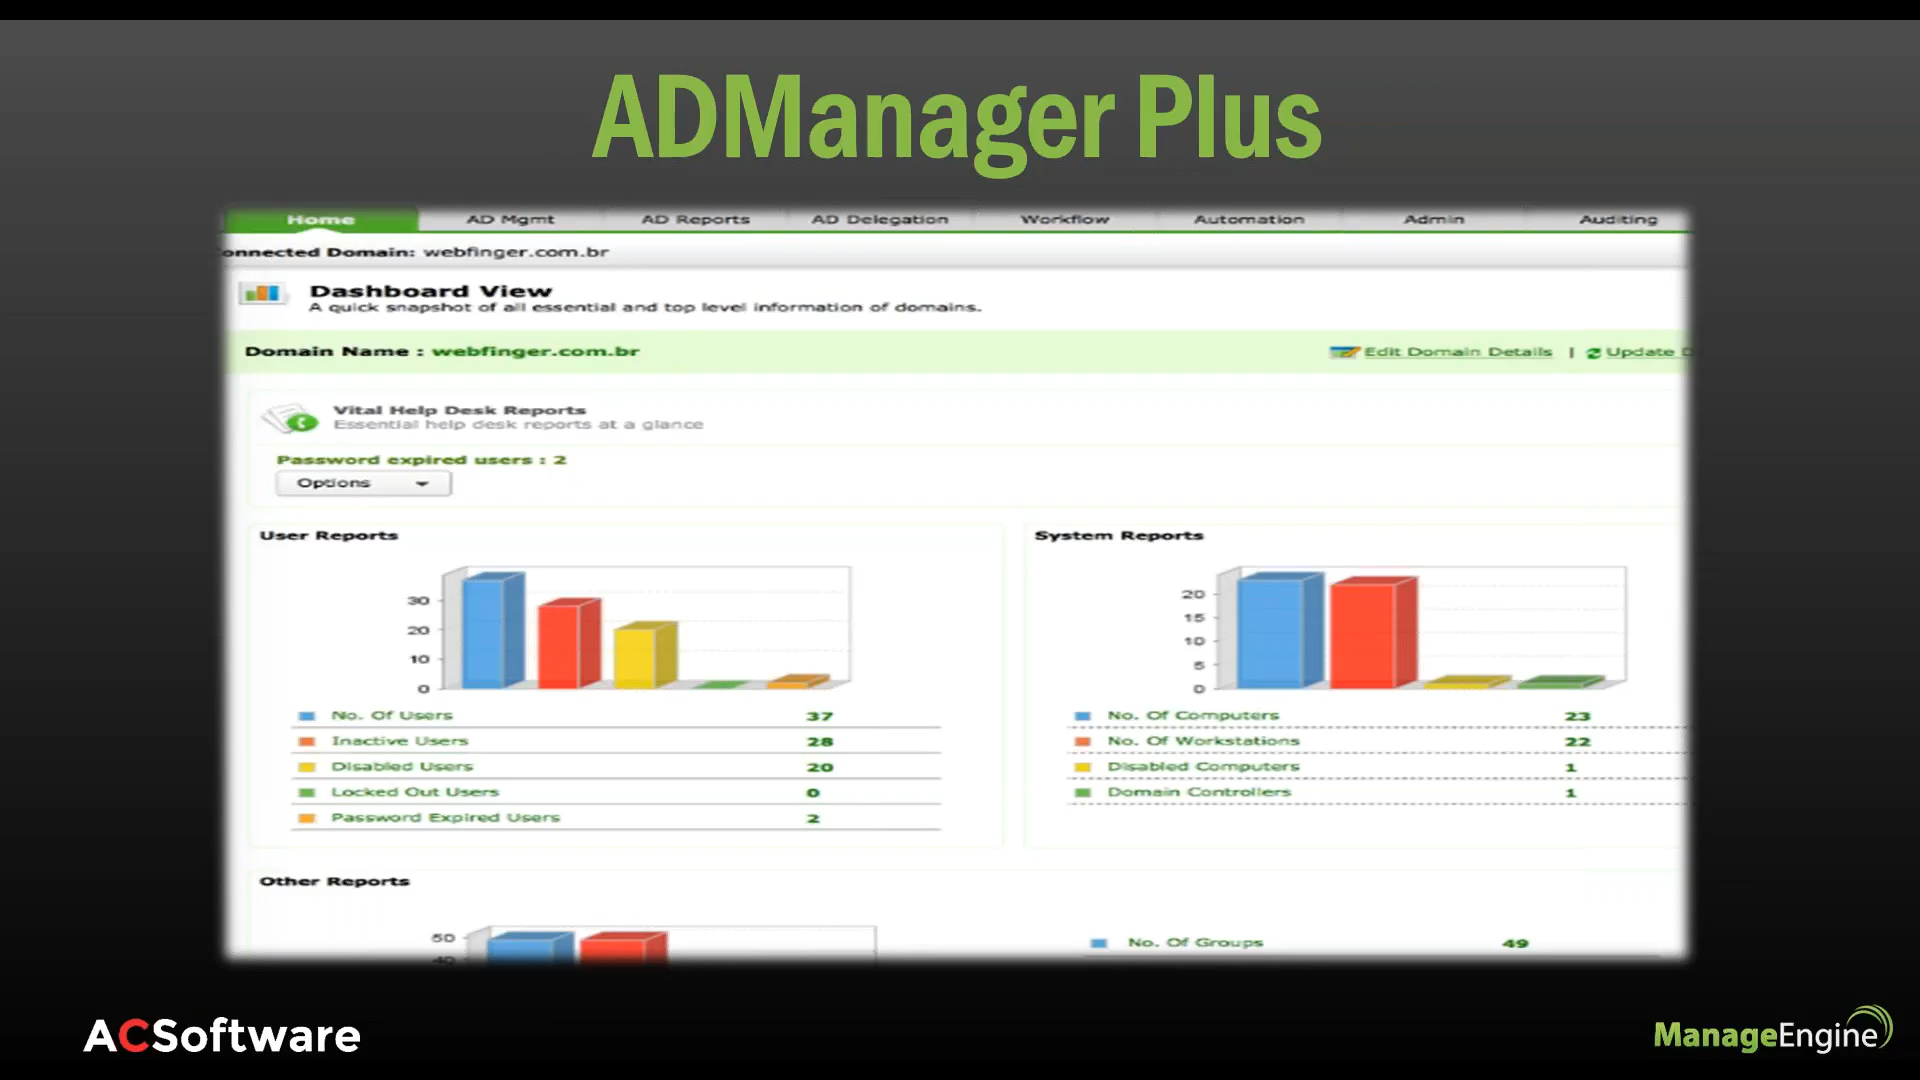 ADManager Plus
Home AD Mgmt AD Reports AD Delegation Workflow Automation Admin Auditing
onnected Domain: webfinger.com.br
Dashboard View
A quick snapshot of all essential and top level information of domains.
Domain Name : webfinger.com.br Edit Domain Details | Update D
Vital Help Desk Reports
Essential help desk reports at a glance
Password expired users : 2
Options
User Reports
30
20
10
0
No. Of Users 37
Inactive Users 28
Disabled Users 20
Locked Out Users 0
Password Expired Users 2
System Reports
20
15
10
5
0
No. Of Computers 23
No. Of Workstations 22
Disabled Computers 1
Domain Controllers 1
Other Reports
50
40
No. Of Groups 49
ACSoftware
ManageEngine